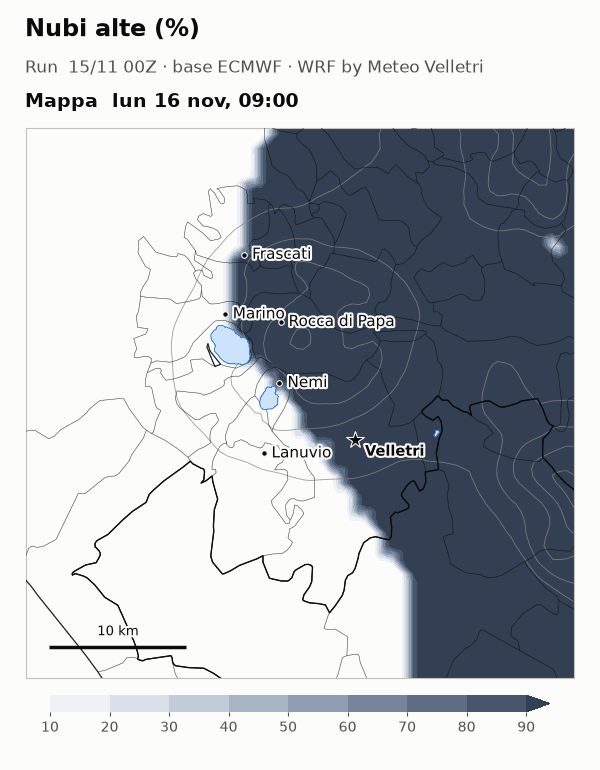 Nubi alte (%)
Run  15/11 00Z · base ECMWF · WRF by Meteo Velletri
Mappa  lun 16 nov, 09:00
Frascati
Marino
Rocca di Papa
Nemi
Velletri
Lanuvio
10 km
10 20 30 40 50 60 70 80 90